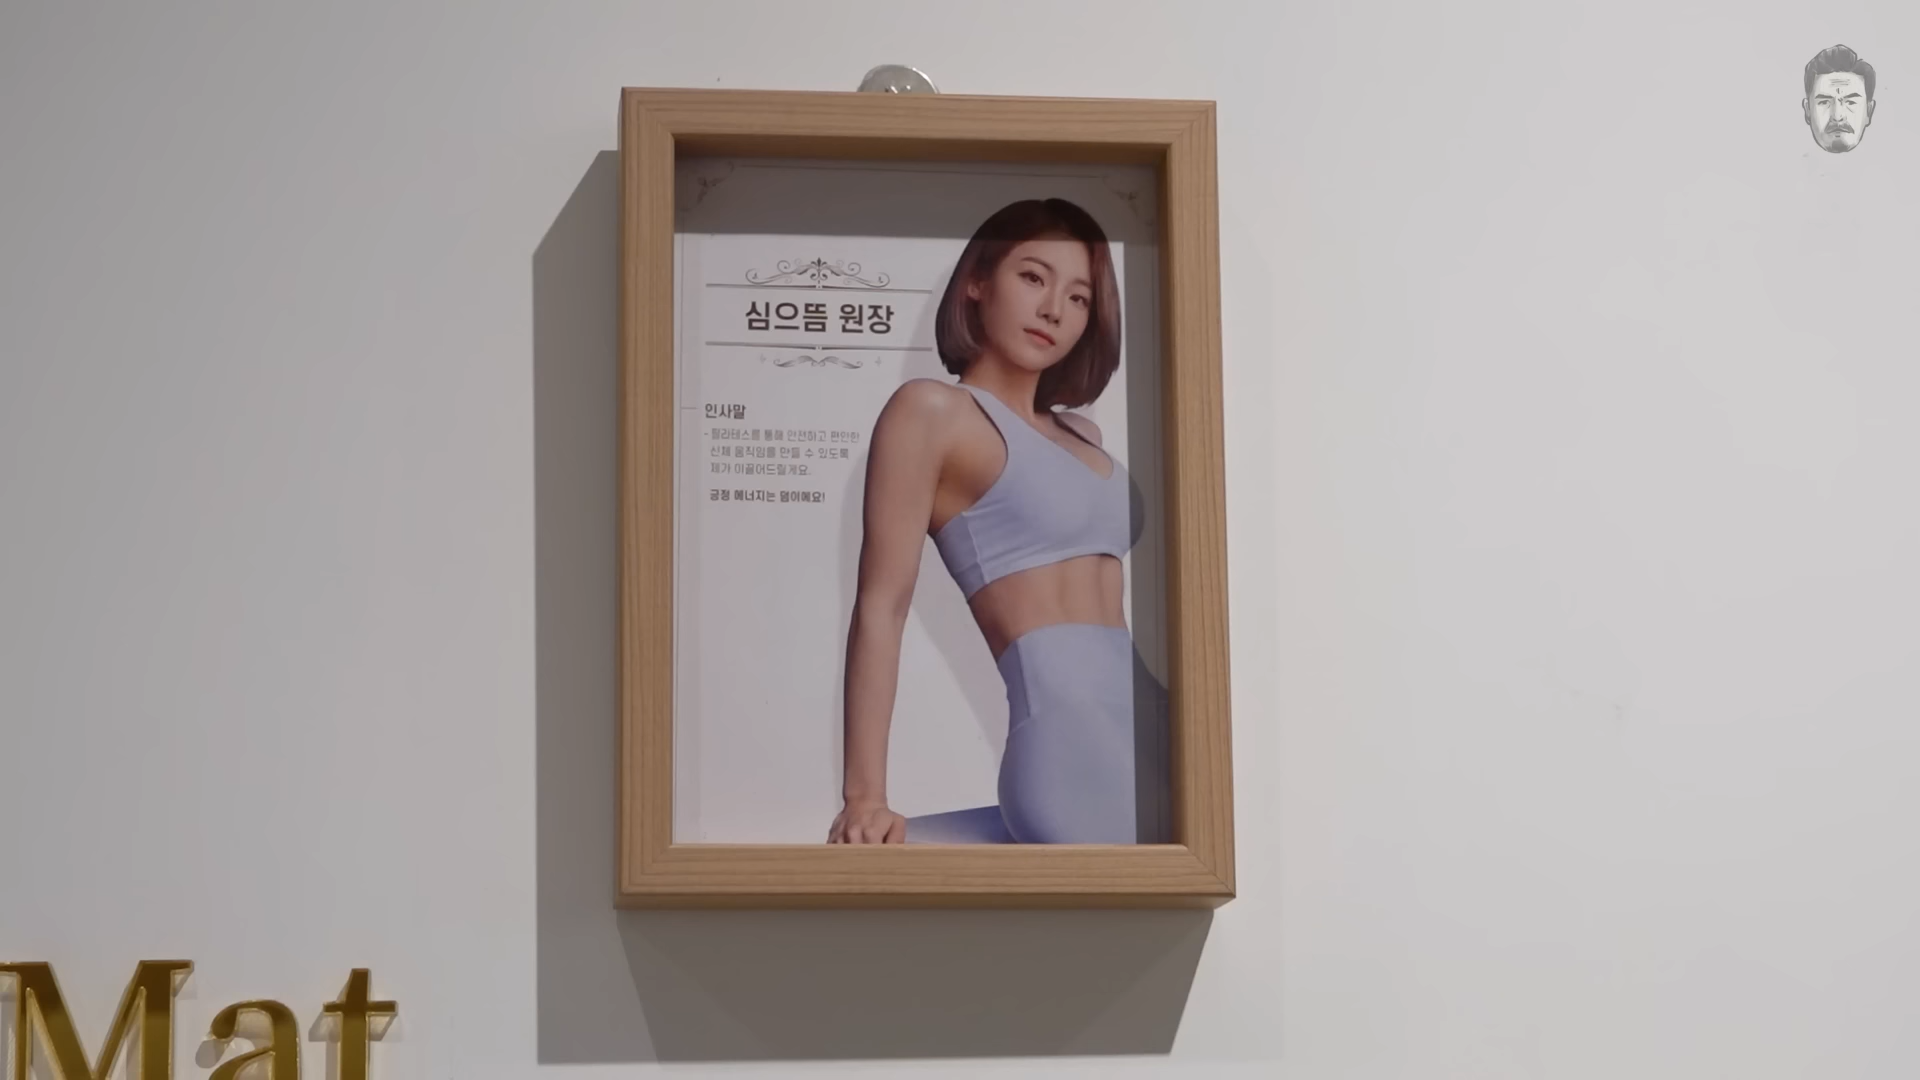 심으뜸 원장
인사말
- 필라테스를 통해 안전하고 편안한
신체 움직임을 만들 수 있도록
제가 이끌어드릴게요.
긍정 에너지는 덤이에요!
Mat